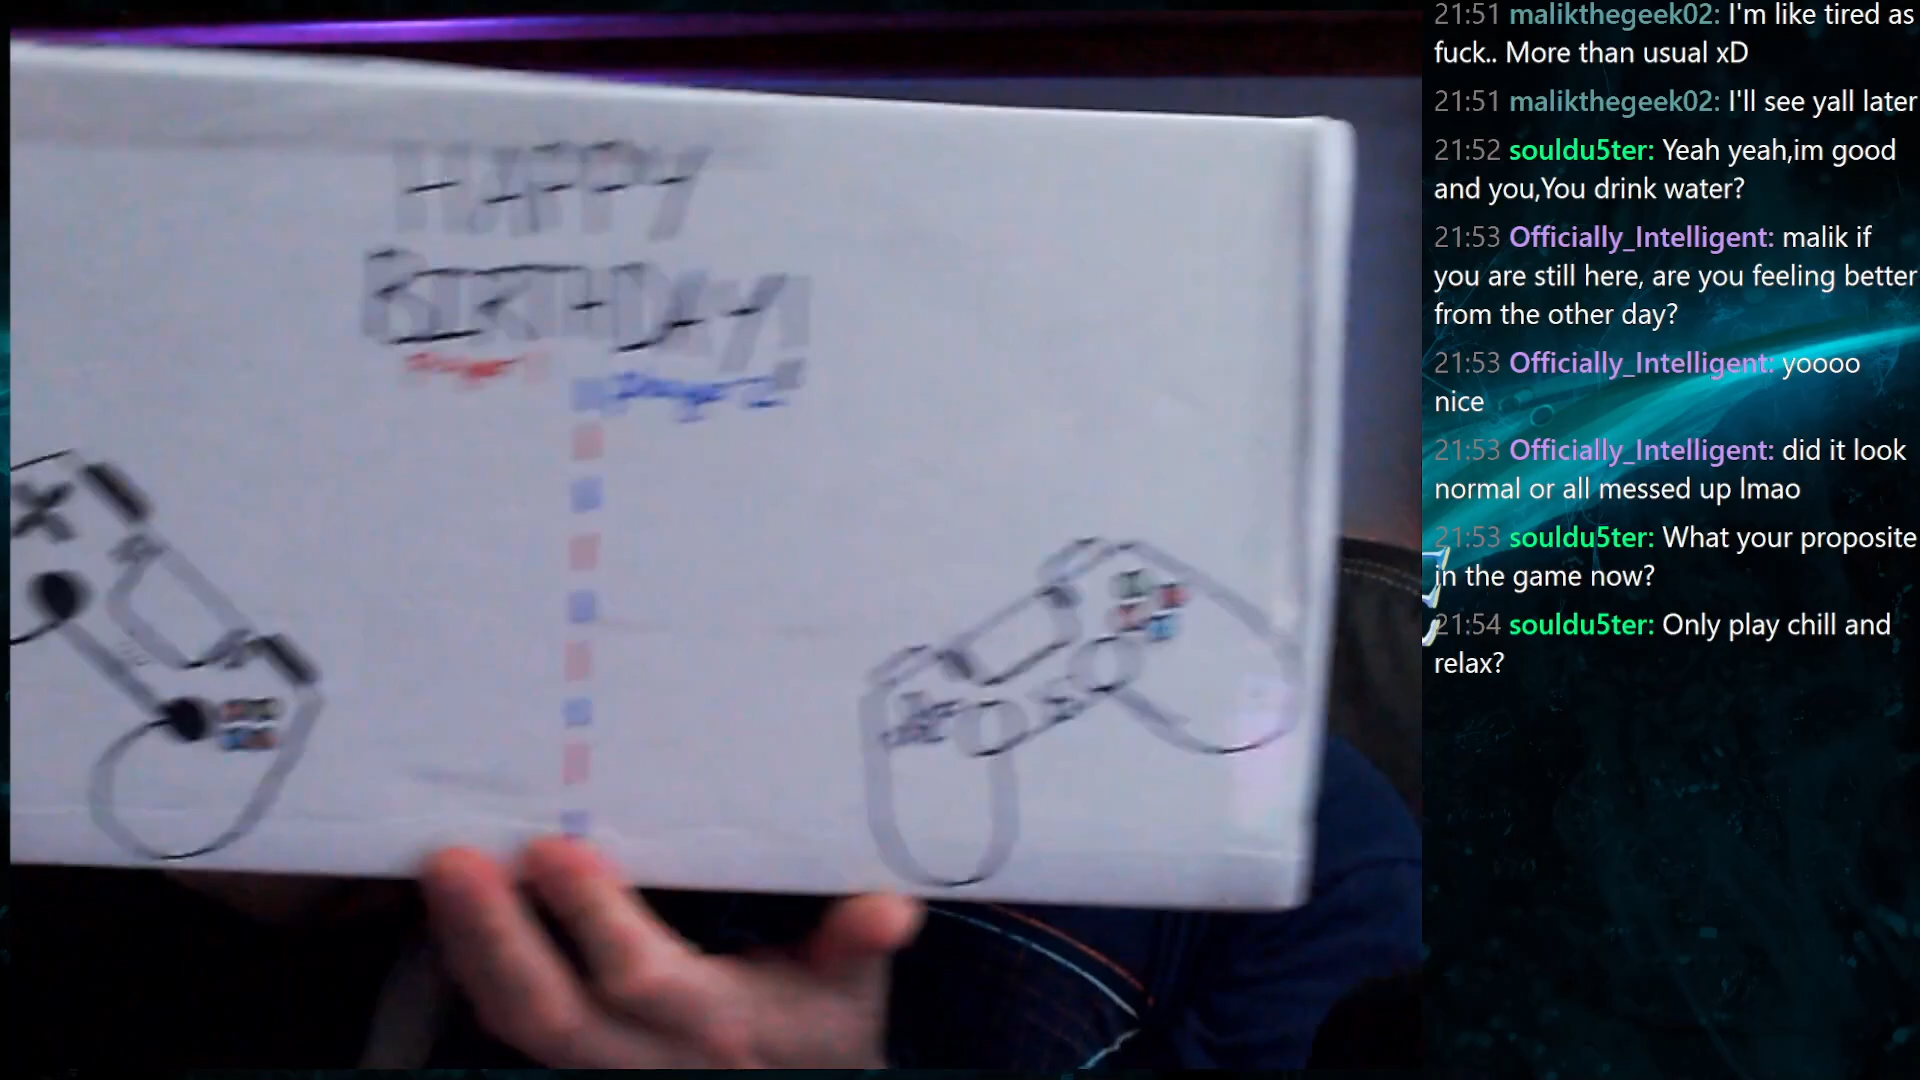 HAPPY
BIRTHDAY!
Player 1
Player 2
21:51 malikthegeek02: I'm like tired as
fuck.. More than usual xD
21:51 malikthegeek02: I'll see yall later
21:52 souldu5ter: Yeah yeah,im good
and you,You drink water?
21:53 Officially_Intelligent: malik if
you are still here, are you feeling better
from the other day?
21:53 Officially_Intelligent: yoooo
nice
21:53 Officially_Intelligent: did it look
normal or all messed up lmao
21:53 souldu5ter: What your proposite
in the game now?
21:54 souldu5ter: Only play chill and
relax?